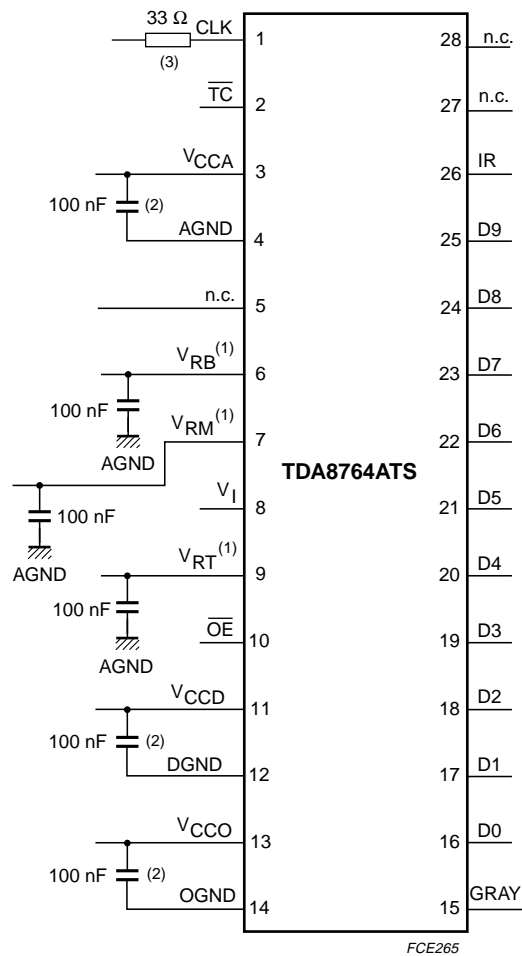 33 Ω CLK 1 28 n.c.
(3)
TC 2 27 n.c.
VCCA 3 26 IR
100 nF (2)
AGND 4 25 D9
n.c. 5 24 D8
VRB(1) 6 23 D7
100 nF
VRM(1) 7 22 D6
AGND
TDA8764ATS
VI 8 21 D5
100 nF
AGND
VRT(1) 9 20 D4
100 nF
OE 10 19 D3
AGND
VCCD 11 18 D2
100 nF (2)
DGND 12 17 D1
VCCO 13 16 D0
100 nF (2)
OGND 14 15 GRAY
FCE265